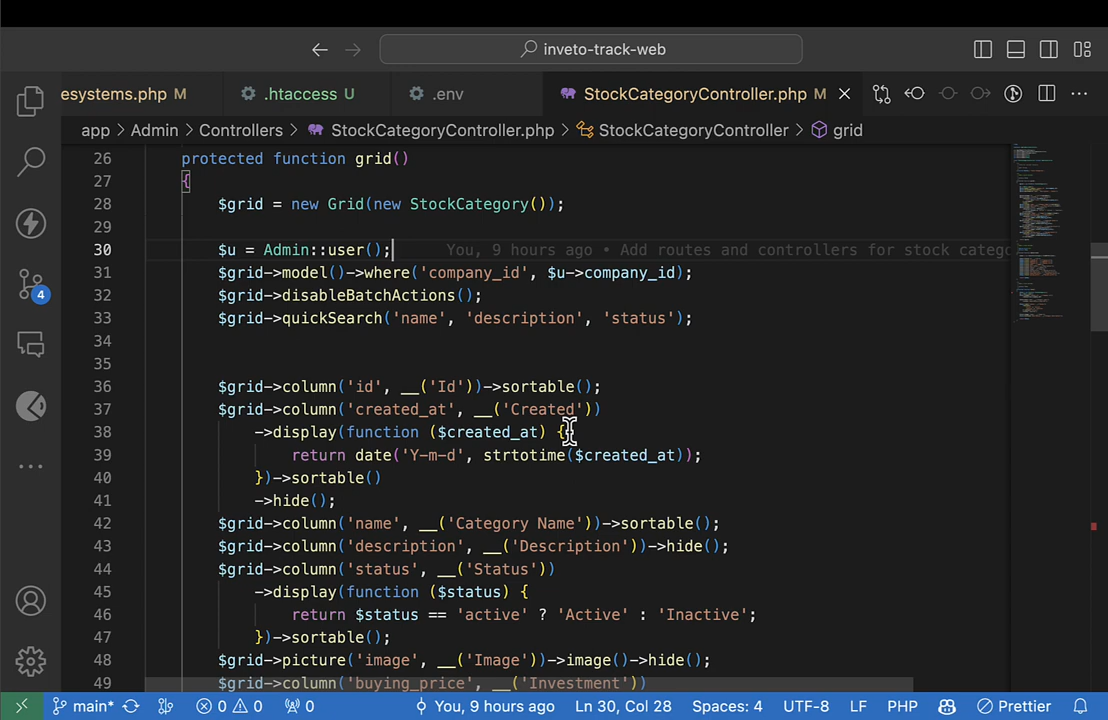 inveto-track-web
esystems.php M
.htaccess U
.env
StockCategoryController.php M
app > Admin > Controllers > StockCategoryController.php > StockCategoryController > grid
26 protected function grid()
27 {
28 $grid = new Grid(new StockCategory());
29
30 $u = Admin::user(); You, 9 hours ago • Add routes and controllers for stock catego
31 $grid->model()->where('company_id', $u->company_id);
32 $grid->disableBatchActions();
33 $grid->quickSearch('name', 'description', 'status');
34
35
36 $grid->column('id', __('Id'))->sortable();
37 $grid->column('created_at', __('Created'))
38 ->display(function ($created_at) {
39 return date('Y-m-d', strtotime($created_at));
40 })->sortable()
41 ->hide();
42 $grid->column('name', __('Category Name'))->sortable();
43 $grid->column('description', __('Description'))->hide();
44 $grid->column('status', __('Status'))
45 ->display(function ($status) {
46 return $status == 'active' ? 'Active' : 'Inactive';
47 })->sortable();
48 $grid->picture('image', __('Image'))->image()->hide();
49 $grid->column('buying_price', __('Investment'))
4
main* 0 0 0 You, 9 hours ago Ln 30, Col 28 Spaces: 4 UTF-8 LF PHP Prettier